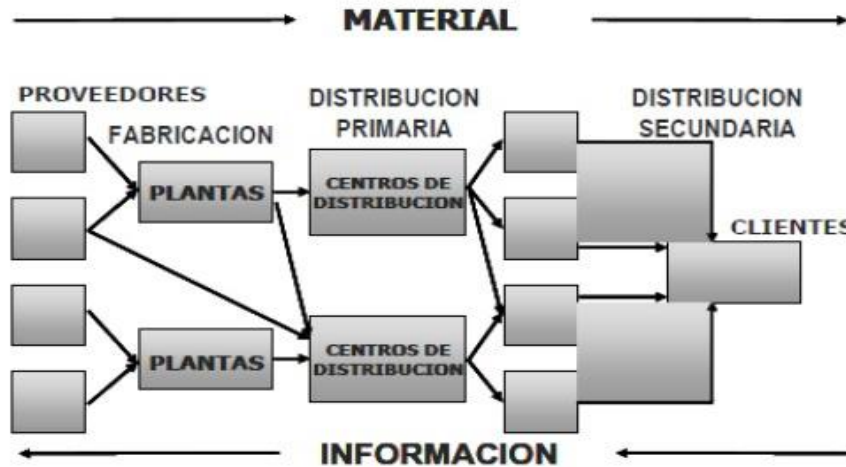 MATERIAL
PROVEEDORES
FABRICACION
DISTRIBUCION
PRIMARIA
DISTRIBUCION
SECUNDARIA
PLANTAS
CENTROS DE
DISTRIBUCION
CLIENTES
PLANTAS
CENTROS DE
DISTRIBUCION
INFORMACION